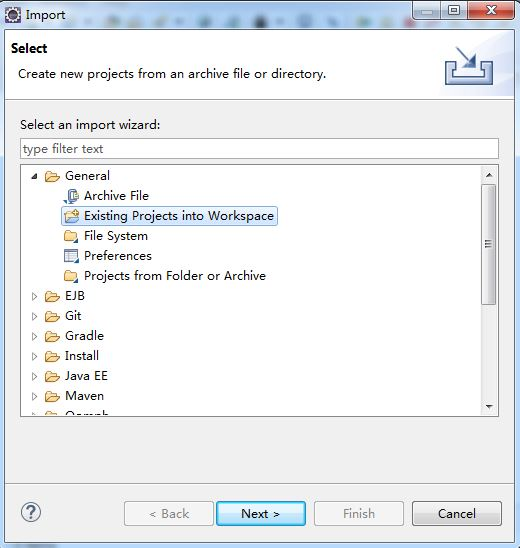 Import
Select
Create new projects from an archive file or directory.
Select an import wizard:
type filter text
General
Archive File
Existing Projects into Workspace
File System
Preferences
Projects from Folder or Archive
EJB
Git
Gradle
Install
Java EE
Maven
Oomph
?
< Back
Next >
Finish
Cancel